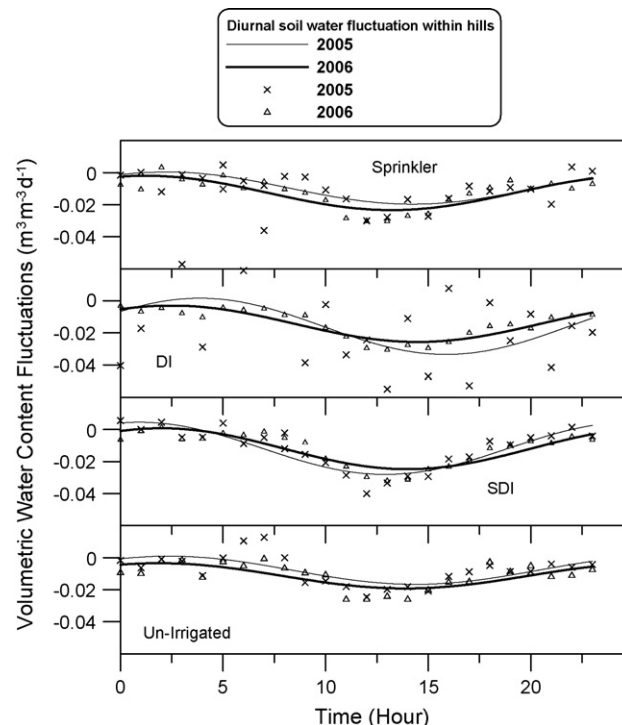 Diurnal soil water fluctuation within hills
2005
2006
2005
2006
Volumetric Water Content Fluctuations (m³m⁻³d⁻¹)
0
-0.02
-0.04
Sprinkler
0
-0.02
-0.04
DI
0
-0.02
-0.04
SDI
0
-0.02
-0.04
Un-Irrigated
0 5 10 15 20
Time (Hour)